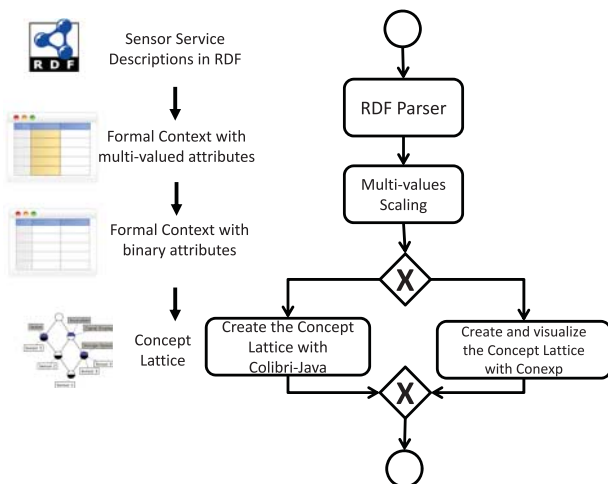 RDF
Sensor Service
Descriptions in RDF
Formal Context with
multi-valued attributes
Formal Context with
binary attributes
Concept
Lattice
RDF Parser
Multi-values
Scaling
X
Create the Concept
Lattice with
Colibri-Java
Create and visualize
the Concept Lattice
with Conexp
X